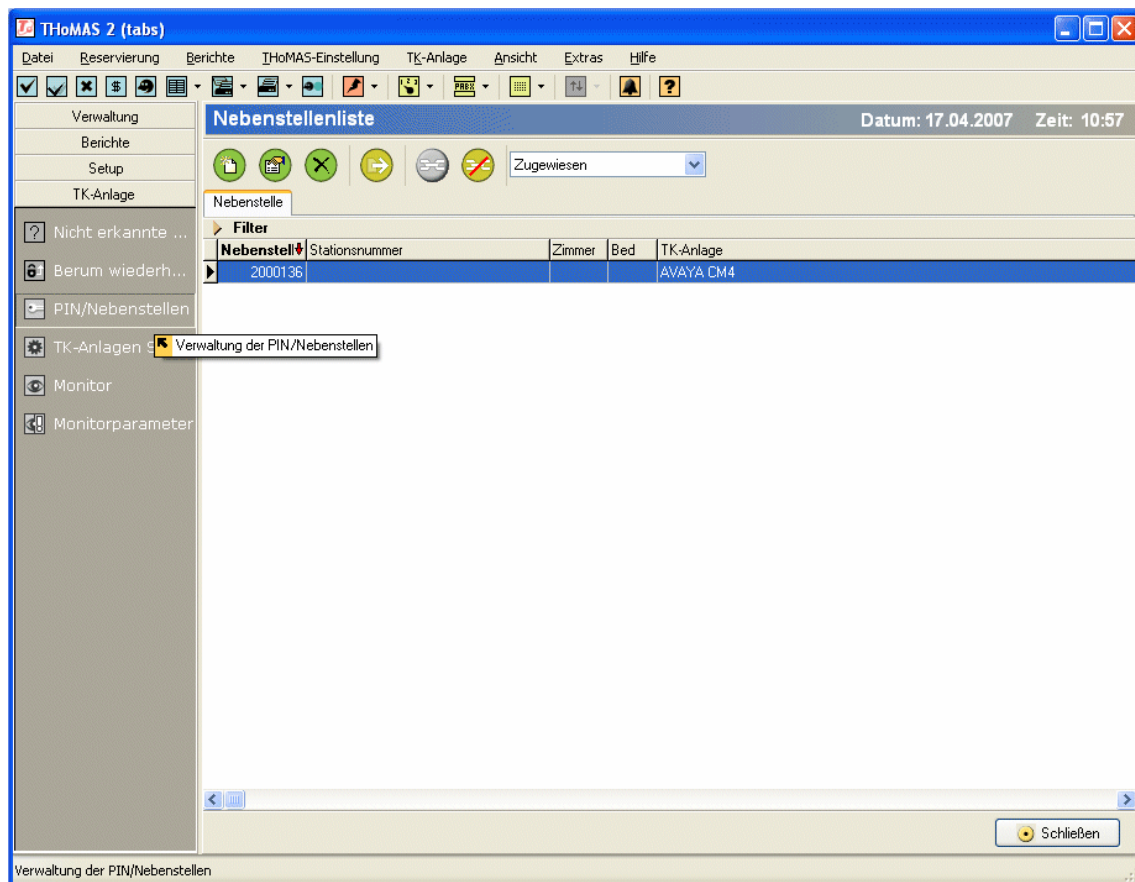 THoMAS 2 (tabs)
Datei Reservierung Berichte THoMAS-Einstellung TK-Anlage Ansicht Extras Hilfe
Verwaltung
Berichte
Setup
TK-Anlage
Nicht erkannte ...
Berum wiederh...
PIN/Nebenstellen
TK-Anlagen S
Monitor
Monitorparameter
Verwaltung der PIN/Nebenstellen
Nebenstellenliste Datum: 17.04.2007 Zeit: 10:57
Zugewiesen
Nebenstelle
Filter
Nebenstell Stationsnummer Zimmer Bed TK-Anlage
2000136 AVAYA CM4
Schließen
Verwaltung der PIN/Nebenstellen